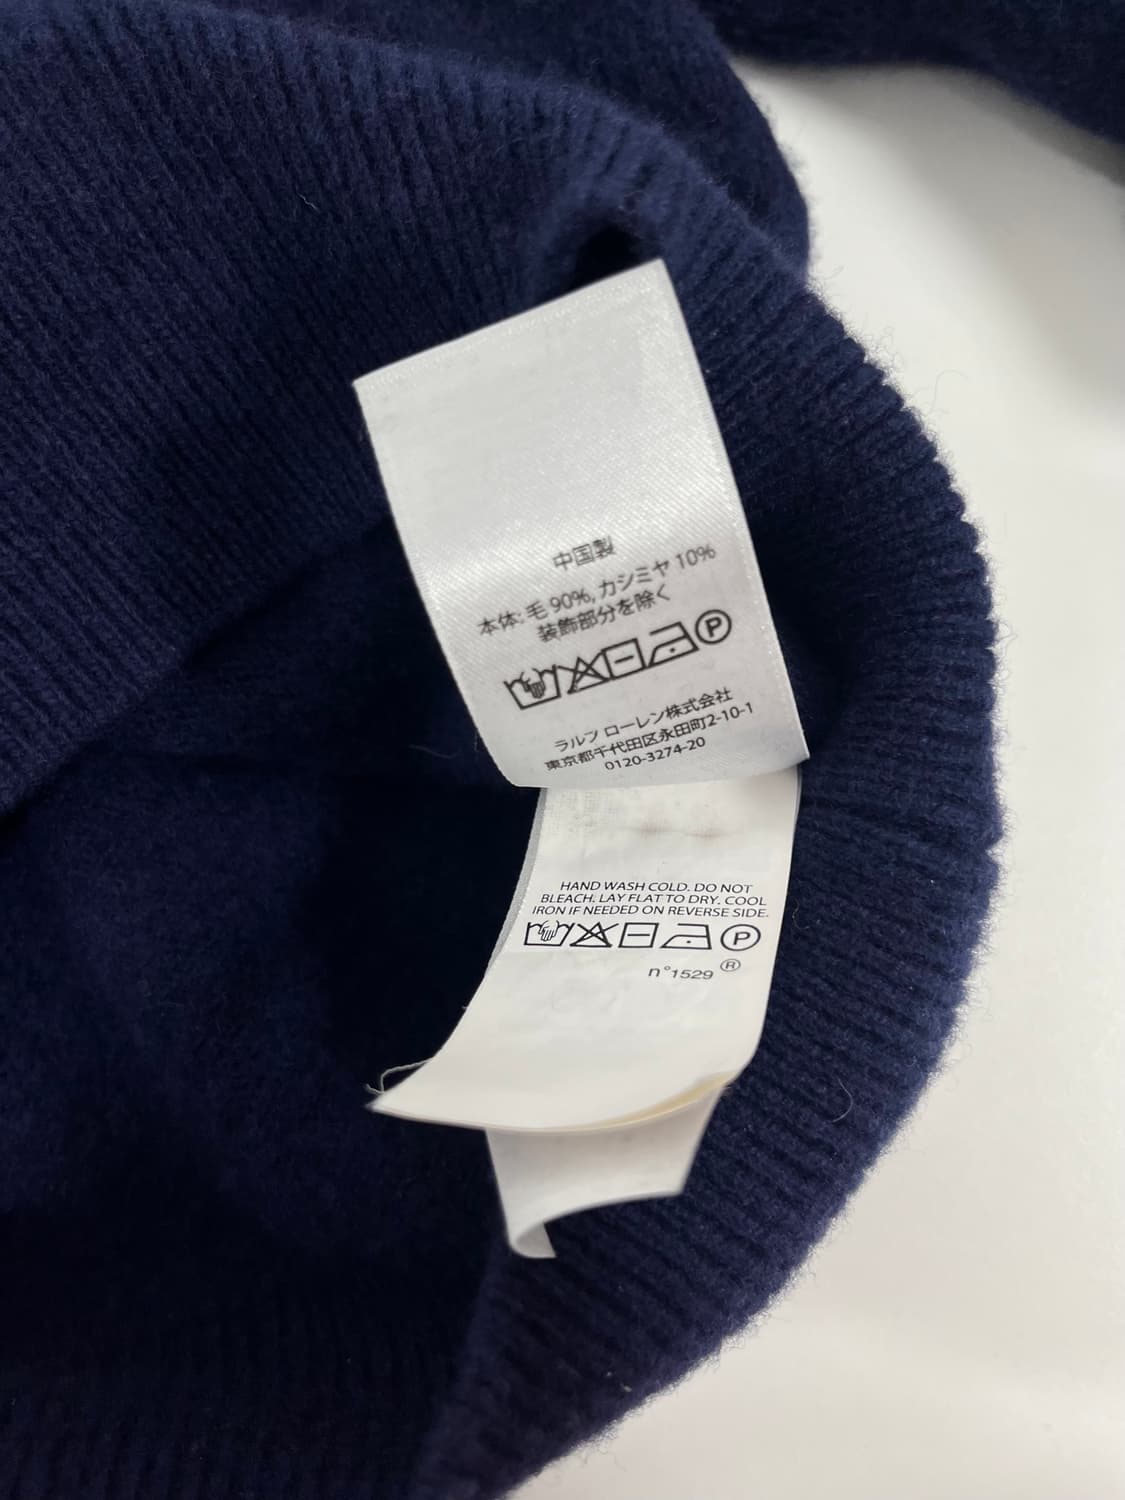 中国製
本体: 毛 90%, カシミヤ 10%
装飾部分を除く
P
ラルフ ローレン株式会社
東京都千代田区永田町2-10-1
0120-3274-20
HAND WASH COLD. DO NOT
BLEACH. LAY FLAT TO DRY. COOL
IRON IF NEEDED ON REVERSE SIDE.
P
n°1529 ®